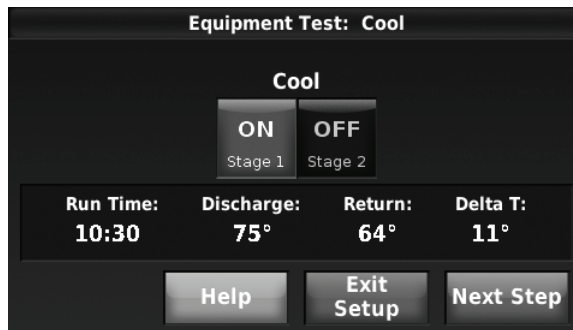 Equipment Test: Cool
Cool
ON OFF
Stage 1 Stage 2
Run Time: Discharge: Return: Delta T:
10:30 75° 64° 11°
Help Exit Setup Next Step